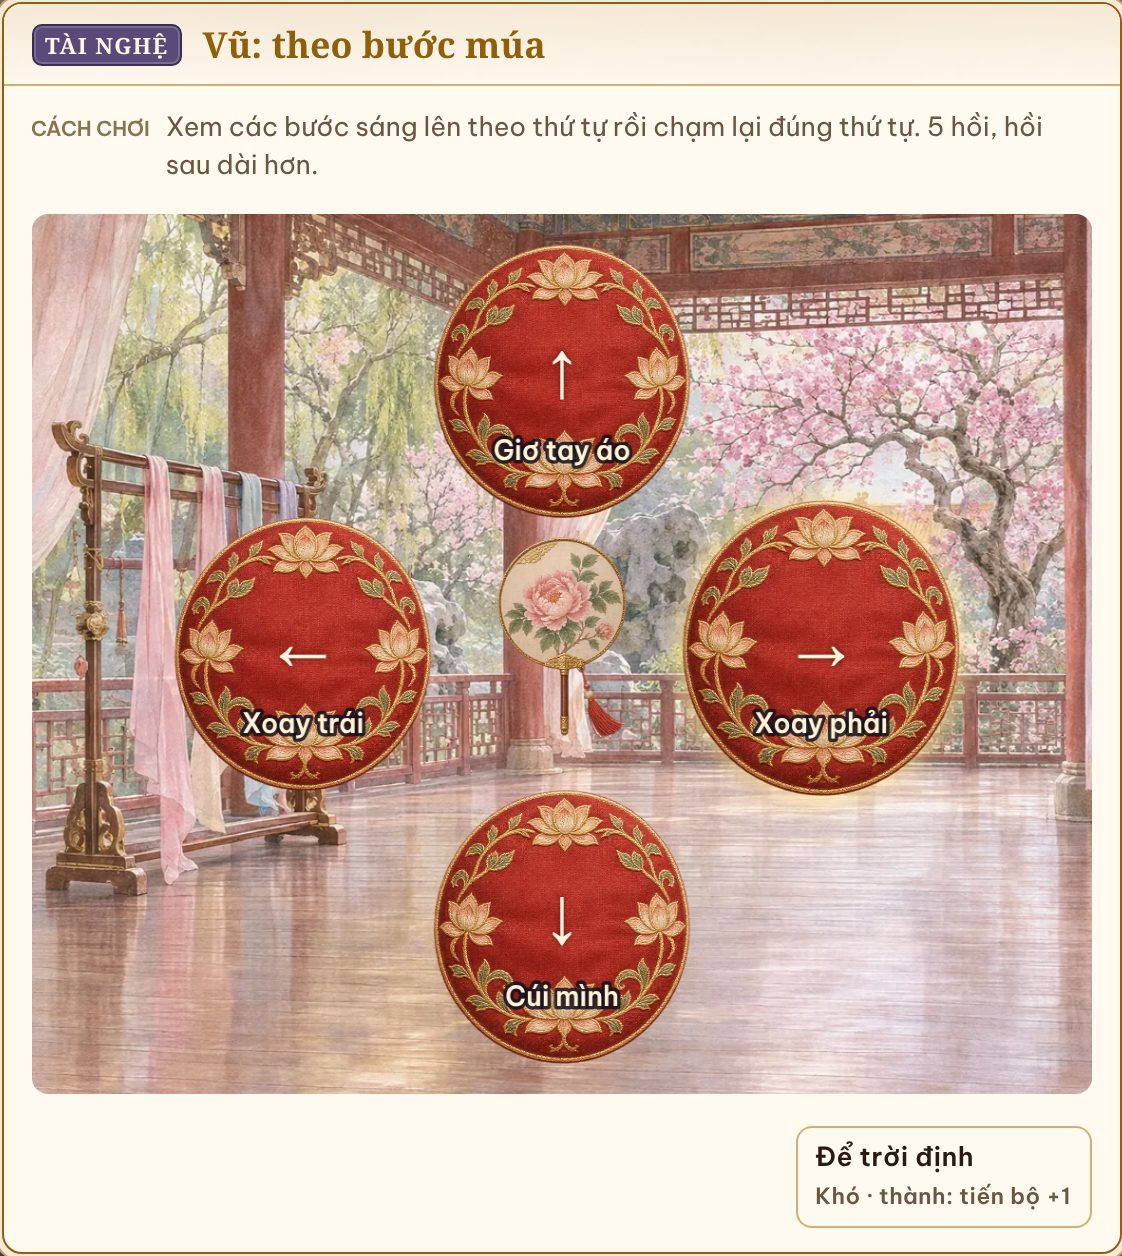 TÀI NGHỆ Vũ: theo bước múa
CÁCH CHƠI Xem các bước sáng lên theo thứ tự rồi chạm lại đúng thứ tự. 5 hồi, hồi
sau dài hơn.
↑
Giơ tay áo
← →
Xoay trái Xoay phải
↓
Cúi mình
Để trời định
Khó · thành: tiến bộ +1